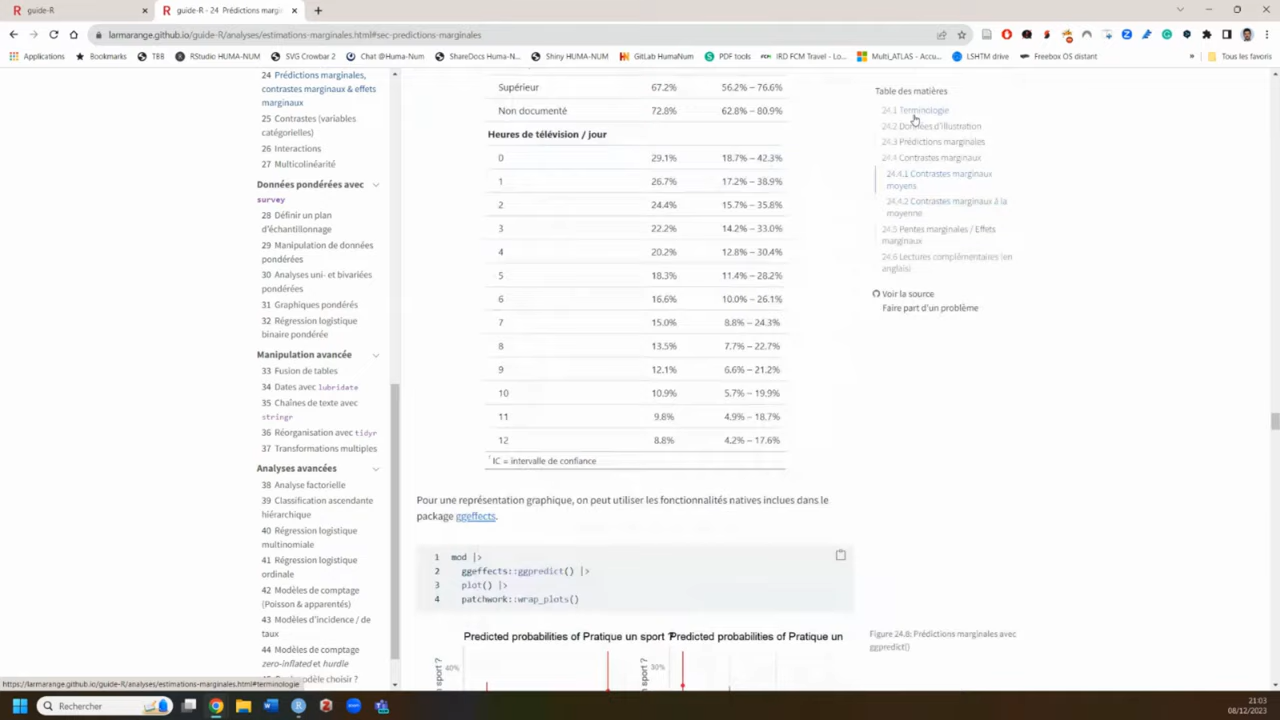 guide-R
guide-R - 24 Prédictions margi
larmarange.github.io/guide-R/analyses/estimations-marginales.html#sec-predictions-marginales
Applications
Bookmarks
TBB
RStudio HUMA-NUM
SVG Crowbar 2
Chat @Huma-Num
ShareDocs Huma-Num
Shiny HUMA-NUM
GitLab HumaNum
PDF tools
IRD FCM Travel - Lo...
Multi_ATLAS - Accu...
LSHTM drive
Freebox OS distant
»
Tous les favoris
24 Prédictions marginales,
contrastes marginaux & effets
marginaux
25 Contrastes (variables
catégorielles)
26 Interactions
27 Multicolinéarité
Données pondérées avec
survey
28 Définir un plan
d'échantillonnage
29 Manipulation de données
pondérées
30 Analyses uni- et bivariées
pondérées
31 Graphiques pondérés
32 Régression logistique
binaire pondérée
Manipulation avancée
33 Fusion de tables
34 Dates avec lubridate
35 Chaînes de texte avec
stringr
36 Réorganisation avec tidyr
37 Transformations multiples
Analyses avancées
38 Analyse factorielle
39 Classification ascendante
hiérarchique
40 Régression logistique
multinomiale
41 Régression logistique
ordinale
42 Modèles de comptage
(Poisson & apparentés)
43 Modèles d'incidence / de
taux
44 Modèles de comptage
zero-inflated et hurdle
modèle choisir ?
https://larmarange.github.io/guide-R/analyses/estimations-marginales.html#terminologie
Supérieur 67.2% 56.2% – 76.6%
Non documenté 72.8% 62.8% – 80.9%
Heures de télévision / jour
0 29.1% 18.7% – 42.3%
1 26.7% 17.2% – 38.9%
2 24.4% 15.7% – 35.8%
3 22.2% 14.2% – 33.0%
4 20.2% 12.8% – 30.4%
5 18.3% 11.4% – 28.2%
6 16.6% 10.0% – 26.1%
7 15.0% 8.8% – 24.3%
8 13.5% 7.7% – 22.7%
9 12.1% 6.6% – 21.2%
10 10.9% 5.7% – 19.9%
11 9.8% 4.9% – 18.7%
12 8.8% 4.2% – 17.6%
1 IC = intervalle de confiance
Pour une représentation graphique, on peut utiliser les fonctionnalités natives inclues dans le
package ggeffects.
1 mod |>
2 ggeffects::ggpredict() |>
3 plot() |>
4 patchwork::wrap_plots()
Predicted probabilities of Pratique un sport ?
Predicted probabilities of Pratique un
40%
30%
sport ?
Table des matières
24.1 Terminologie
24.2 Données d'illustration
24.3 Prédictions marginales
24.4 Contrastes marginaux
24.4.1 Contrastes marginaux
moyens
24.4.2 Contrastes marginaux à la
moyenne
24.5 Pentes marginales / Effets
marginaux
24.6 Lectures complémentaires (en
anglais)
Voir la source
Faire part d'un problème
Figure 24.8: Prédictions marginales avec
ggpredict()
Rechercher
21:03
08/12/2023